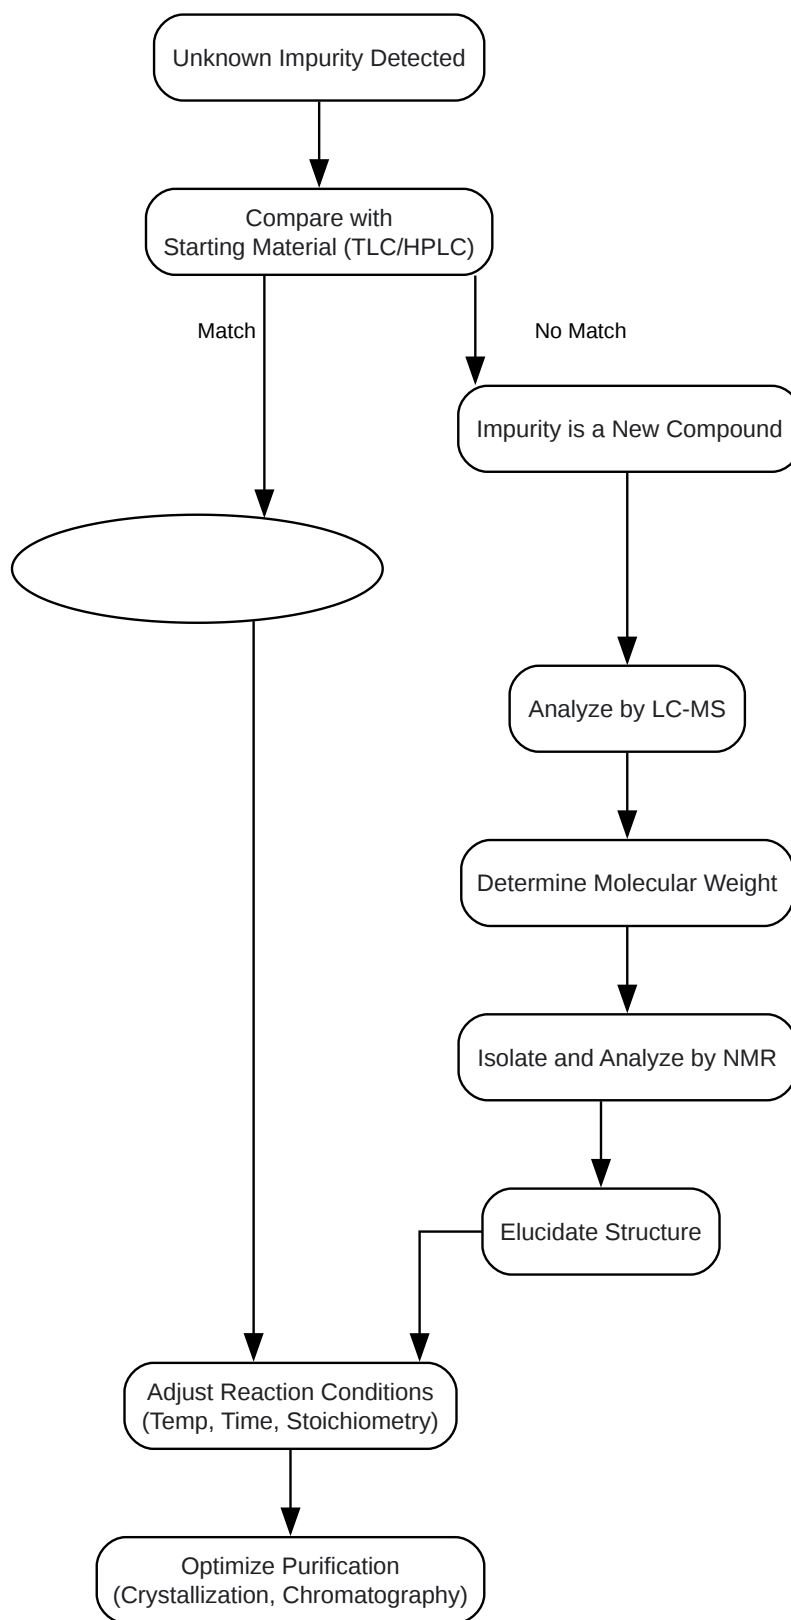 Unknown Impurity Detected
Compare with
Starting Material (TLC/HPLC)
Match
No Match
Impurity is a New Compound
Analyze by LC-MS
Determine Molecular Weight
Isolate and Analyze by NMR
Elucidate Structure
Adjust Reaction Conditions
(Temp, Time, Stoichiometry)
Optimize Purification
(Crystallization, Chromatography)